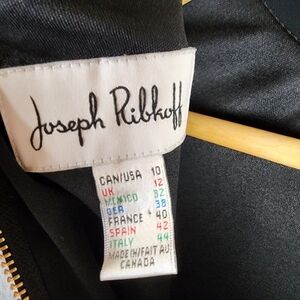 Joseph Ribkoff
CAN/USA 10
UK 12
MEXICO 32
GER 38
FRANCE 40
SPAIN 42
ITALY 44
MADE IN/FAIT AU
CANADA